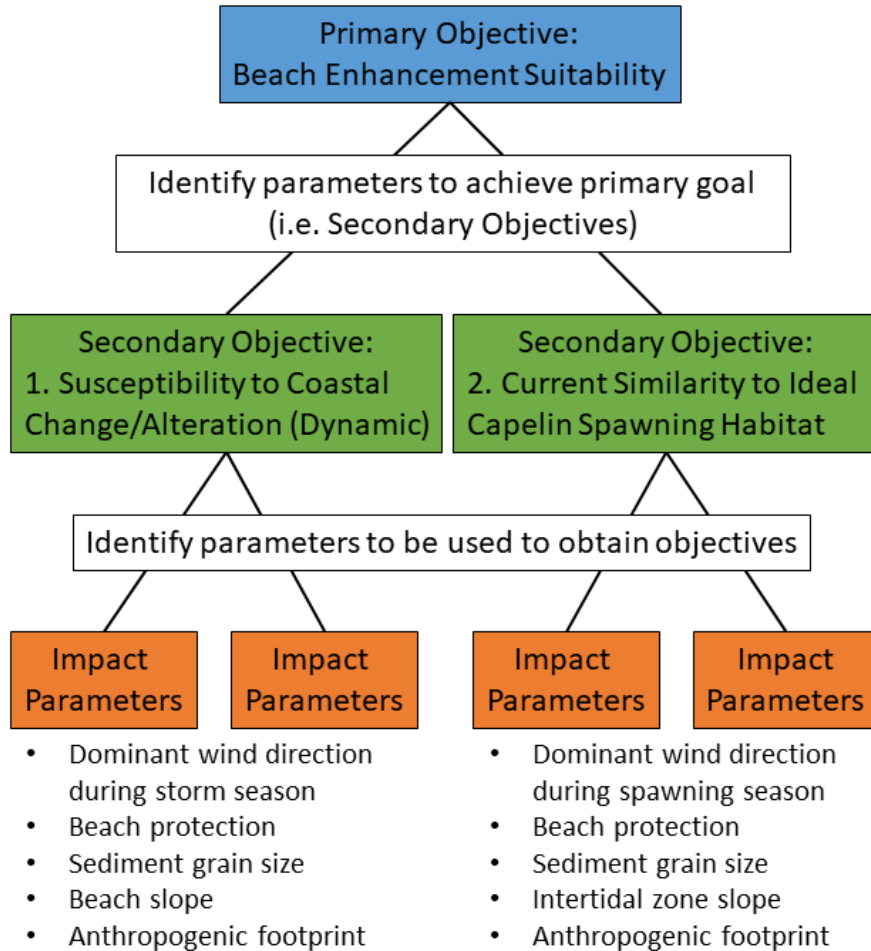 Primary Objective:
Beach Enhancement Suitability
Identify parameters to achieve primary goal
(i.e. Secondary Objectives)
Secondary Objective:
1. Susceptibility to Coastal
Change/Alteration (Dynamic)
Secondary Objective:
2. Current Similarity to Ideal
Capelin Spawning Habitat
Identify parameters to be used to obtain objectives
Impact
Parameters
Impact
Parameters
Impact
Parameters
Impact
Parameters
• Dominant wind direction
during storm season
• Beach protection
• Sediment grain size
• Beach slope
• Anthropogenic footprint
• Dominant wind direction
during spawning season
• Beach protection
• Sediment grain size
• Intertidal zone slope
• Anthropogenic footprint